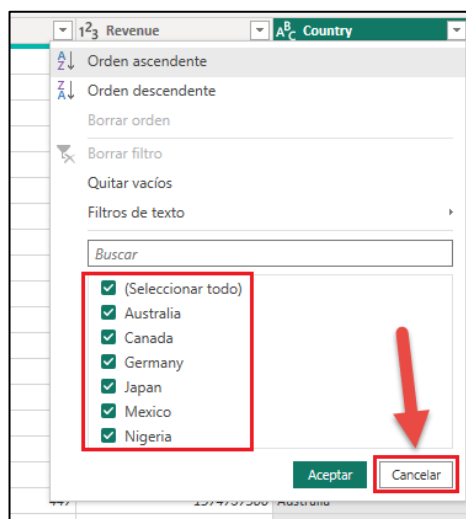 1²3 Revenue ABC Country
Orden ascendente
Orden descendente
Borrar orden
Borrar filtro
Quitar vacíos
Filtros de texto
Buscar
(Seleccionar todo)
Australia
Canada
Germany
Japan
Mexico
Nigeria
Aceptar Cancelar